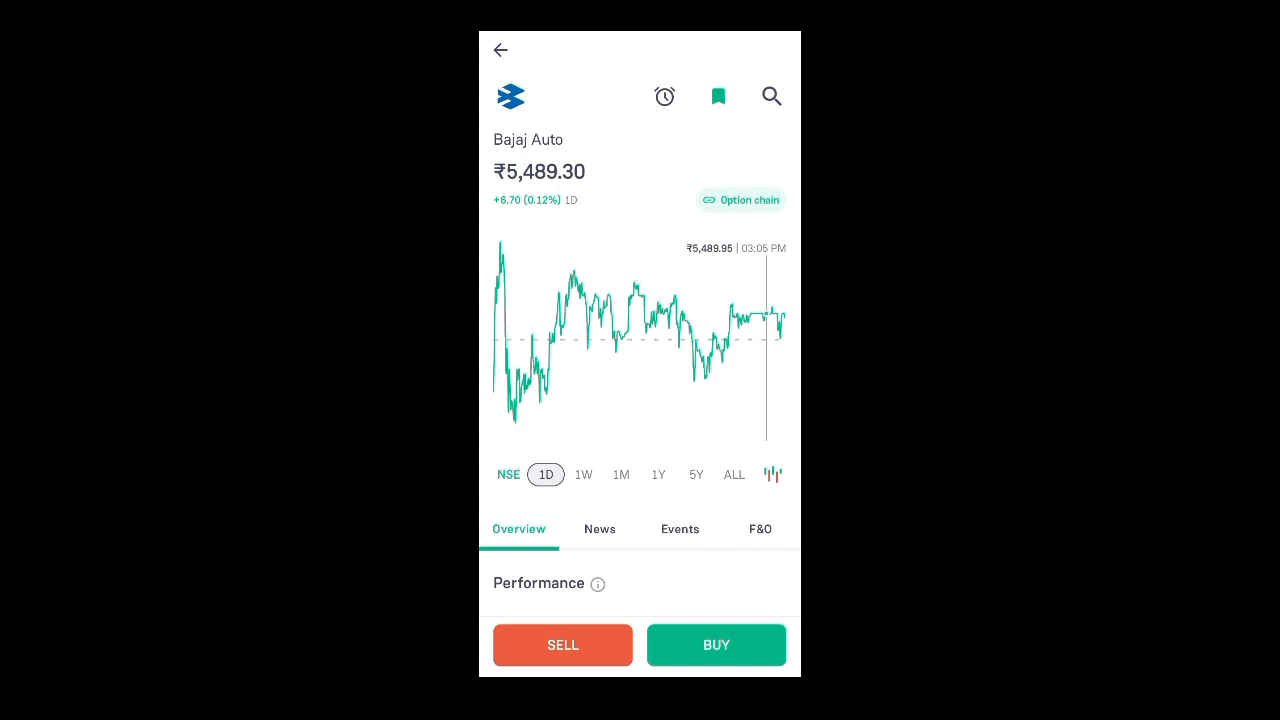 Bajaj Auto
₹5,489.30
+6.70 (0.12%) 1D
Option chain
₹5,489.95 | 03:05 PM
NSE 1D 1W 1M 1Y 5Y ALL
Overview News Events F&O
Performance
SELL BUY